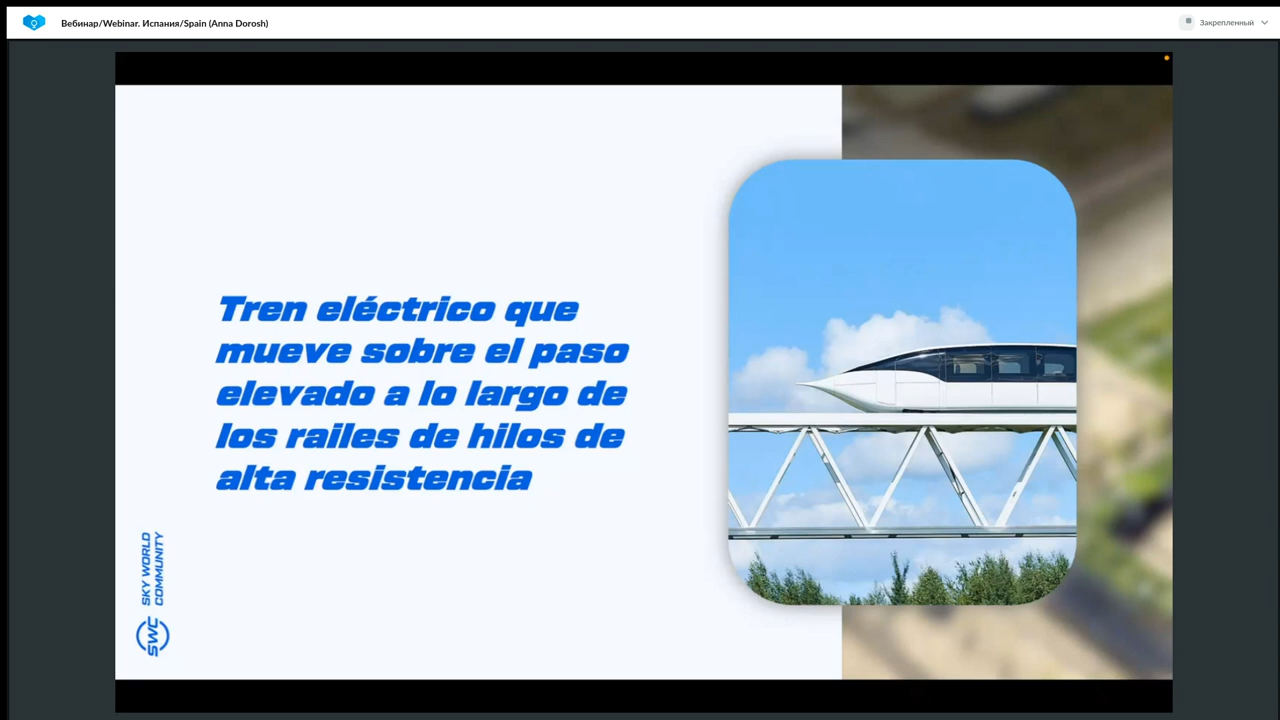 Вебинар/Webinar. Испания/Spain (Anna Dorosh)
Закрепленный
Tren eléctrico que
mueve sobre el paso
elevado a lo largo de
los railes de hilos de
alta resistencia
SKY WORLD
COMMUNITY
SWC